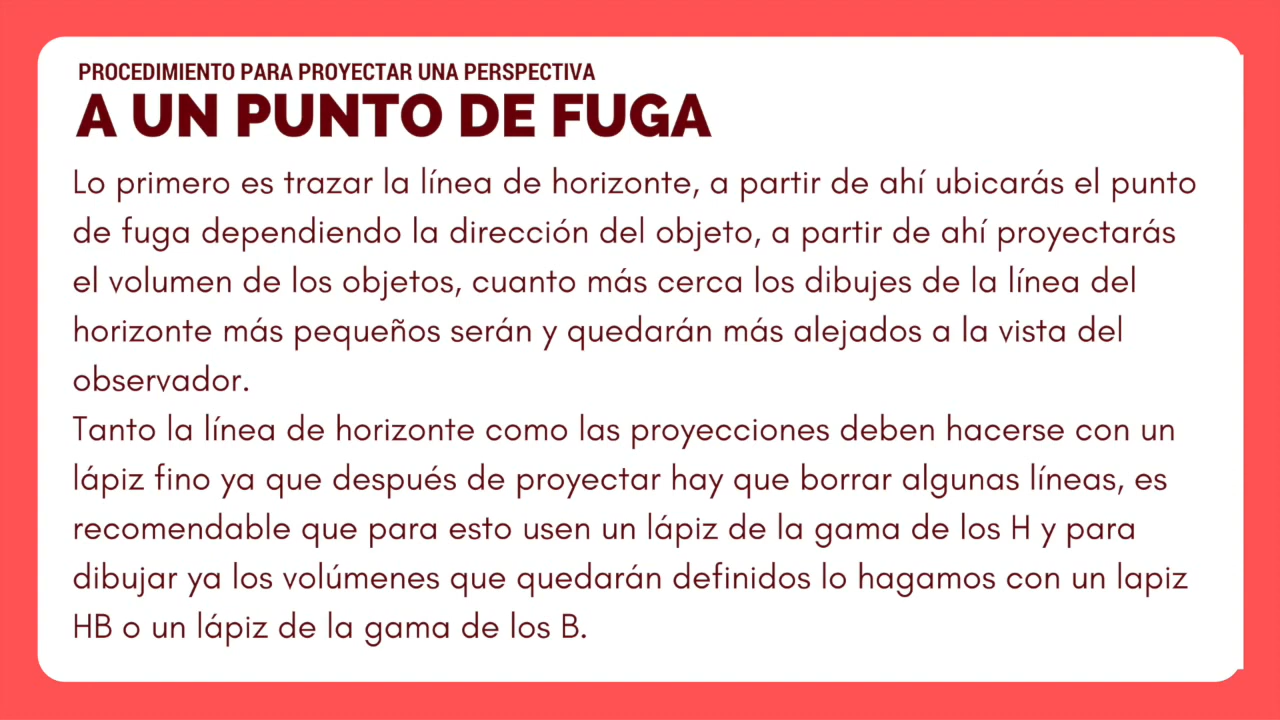 PROCEDIMIENTO PARA PROYECTAR UNA PERSPECTIVA
A UN PUNTO DE FUGA
Lo primero es trazar la línea de horizonte, a partir de ahí ubicarás el punto
de fuga dependiendo la dirección del objeto, a partir de ahí proyectarás
el volumen de los objetos, cuanto más cerca los dibujes de la línea del
horizonte más pequeños serán y quedarán más alejados a la vista del
observador.
Tanto la línea de horizonte como las proyecciones deben hacerse con un
lápiz fino ya que después de proyectar hay que borrar algunas líneas, es
recomendable que para esto usen un lápiz de la gama de los H y para
dibujar ya los volúmenes que quedarán definidos lo hagamos con un lapiz
HB o un lápiz de la gama de los B.